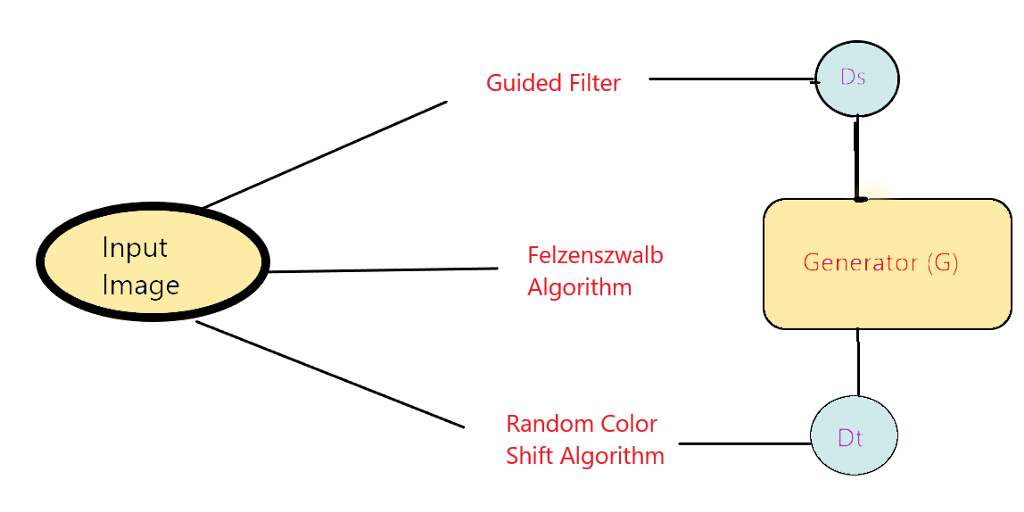 Guided Filter
Ds
Input
Image
Felzenszwalb
Algorithm
Generator (G)
Random Color
Shift Algorithm
Dt